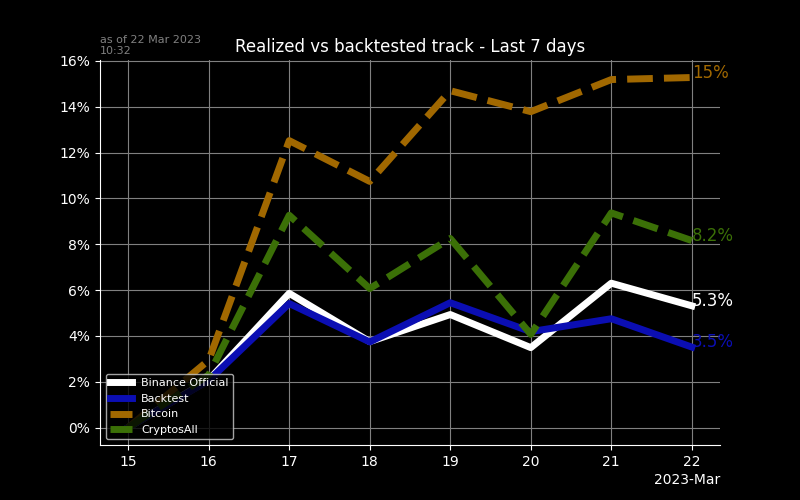 as of 22 Mar 2023
10:32
Realized vs backtested track - Last 7 days
16%
14%
12%
10%
8%
6%
4%
2%
0%
15%
8.2%
5.3%
3.5%
Binance Official
Backtest
Bitcoin
CryptosAll
15 16 17 18 19 20 21 22
2023-Mar